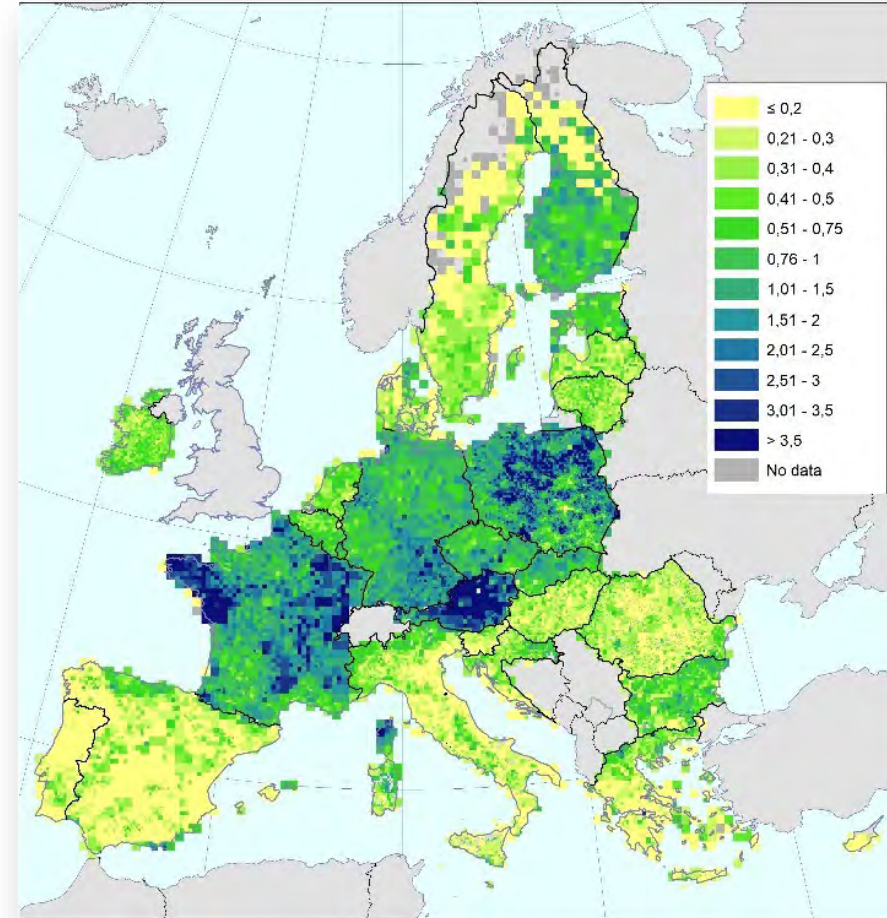 ≤ 0,2
0,21 - 0,3
0,31 - 0,4
0,41 - 0,5
0,51 - 0,75
0,76 - 1
1,01 - 1,5
1,51 - 2
2,01 - 2,5
2,51 - 3
3,01 - 3,5
> 3,5
No data